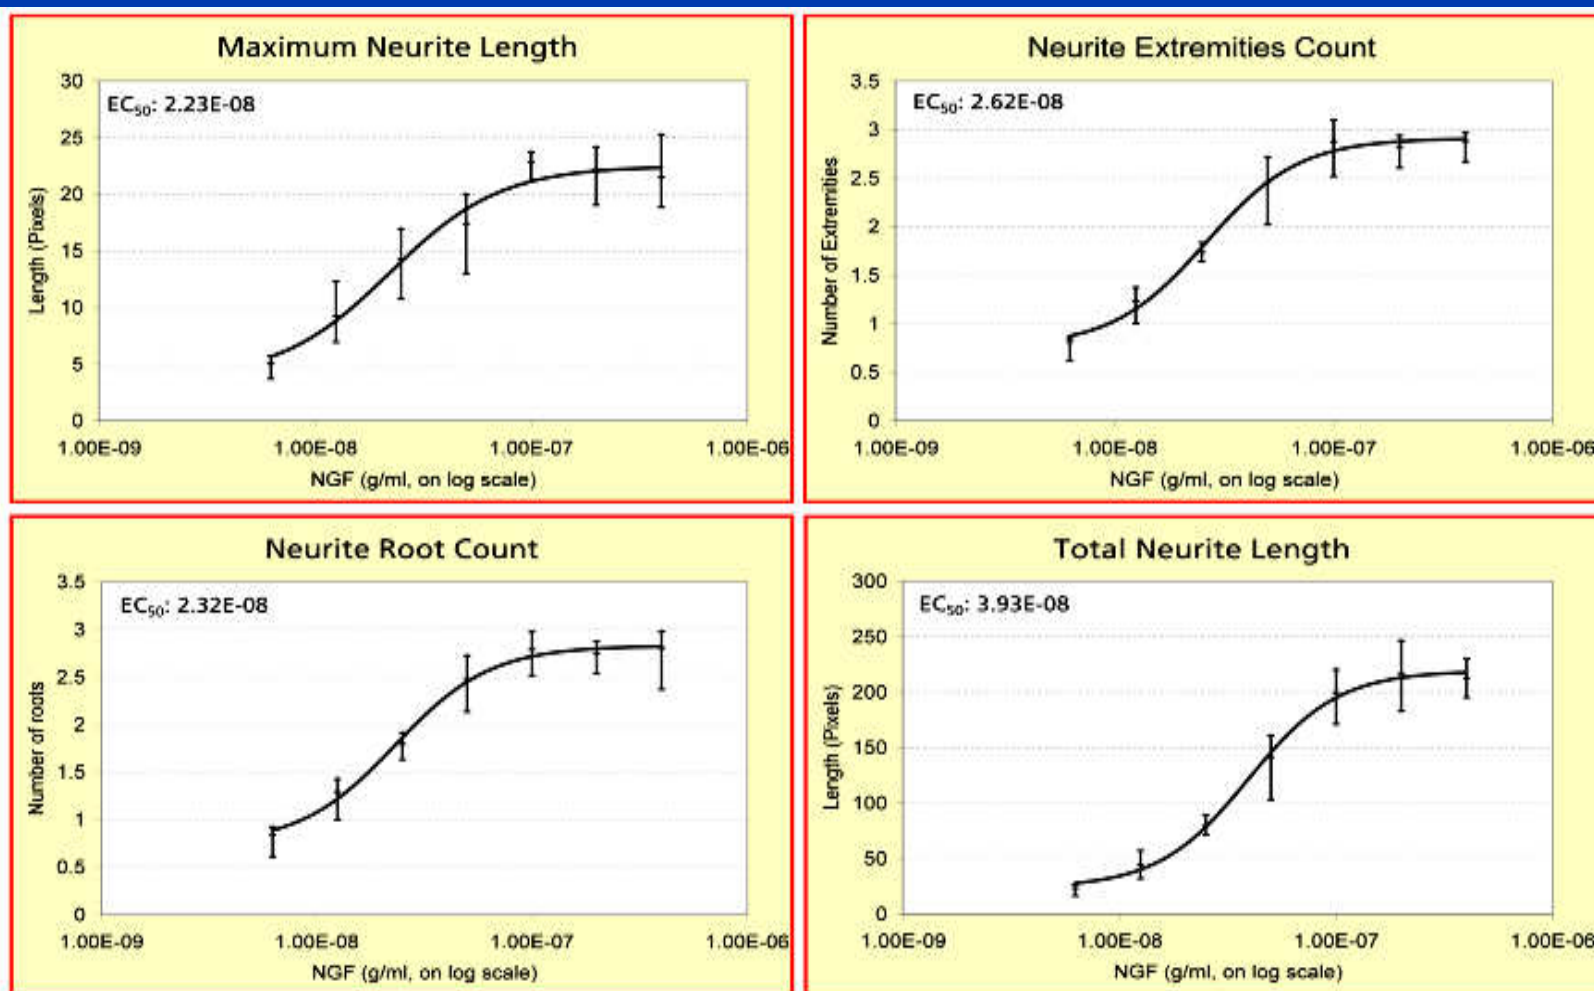 Maximum Neurite Length
EC50: 2.23E-08
30
25
20
15
10
5
0
Length (Pixels)
1.00E-09 1.00E-08 1.00E-07 1.00E-06
NGF (g/ml, on log scale)
Neurite Extremities Count
EC50: 2.62E-08
3.5
3
2.5
2
1.5
1
0.5
0
Number of Extremities
1.00E-09 1.00E-08 1.00E-07 1.00E-06
NGF (g/ml, on log scale)
Neurite Root Count
EC50: 2.32E-08
3.5
3
2.5
2
1.5
1
0.5
0
Number of roots
1.00E-09 1.00E-08 1.00E-07 1.00E-06
NGF (g/ml, on log scale)
Total Neurite Length
EC50: 3.93E-08
300
250
200
150
100
50
0
Length (Pixels)
1.00E-09 1.00E-08 1.00E-07 1.00E-06
NGF (g/ml, on log scale)